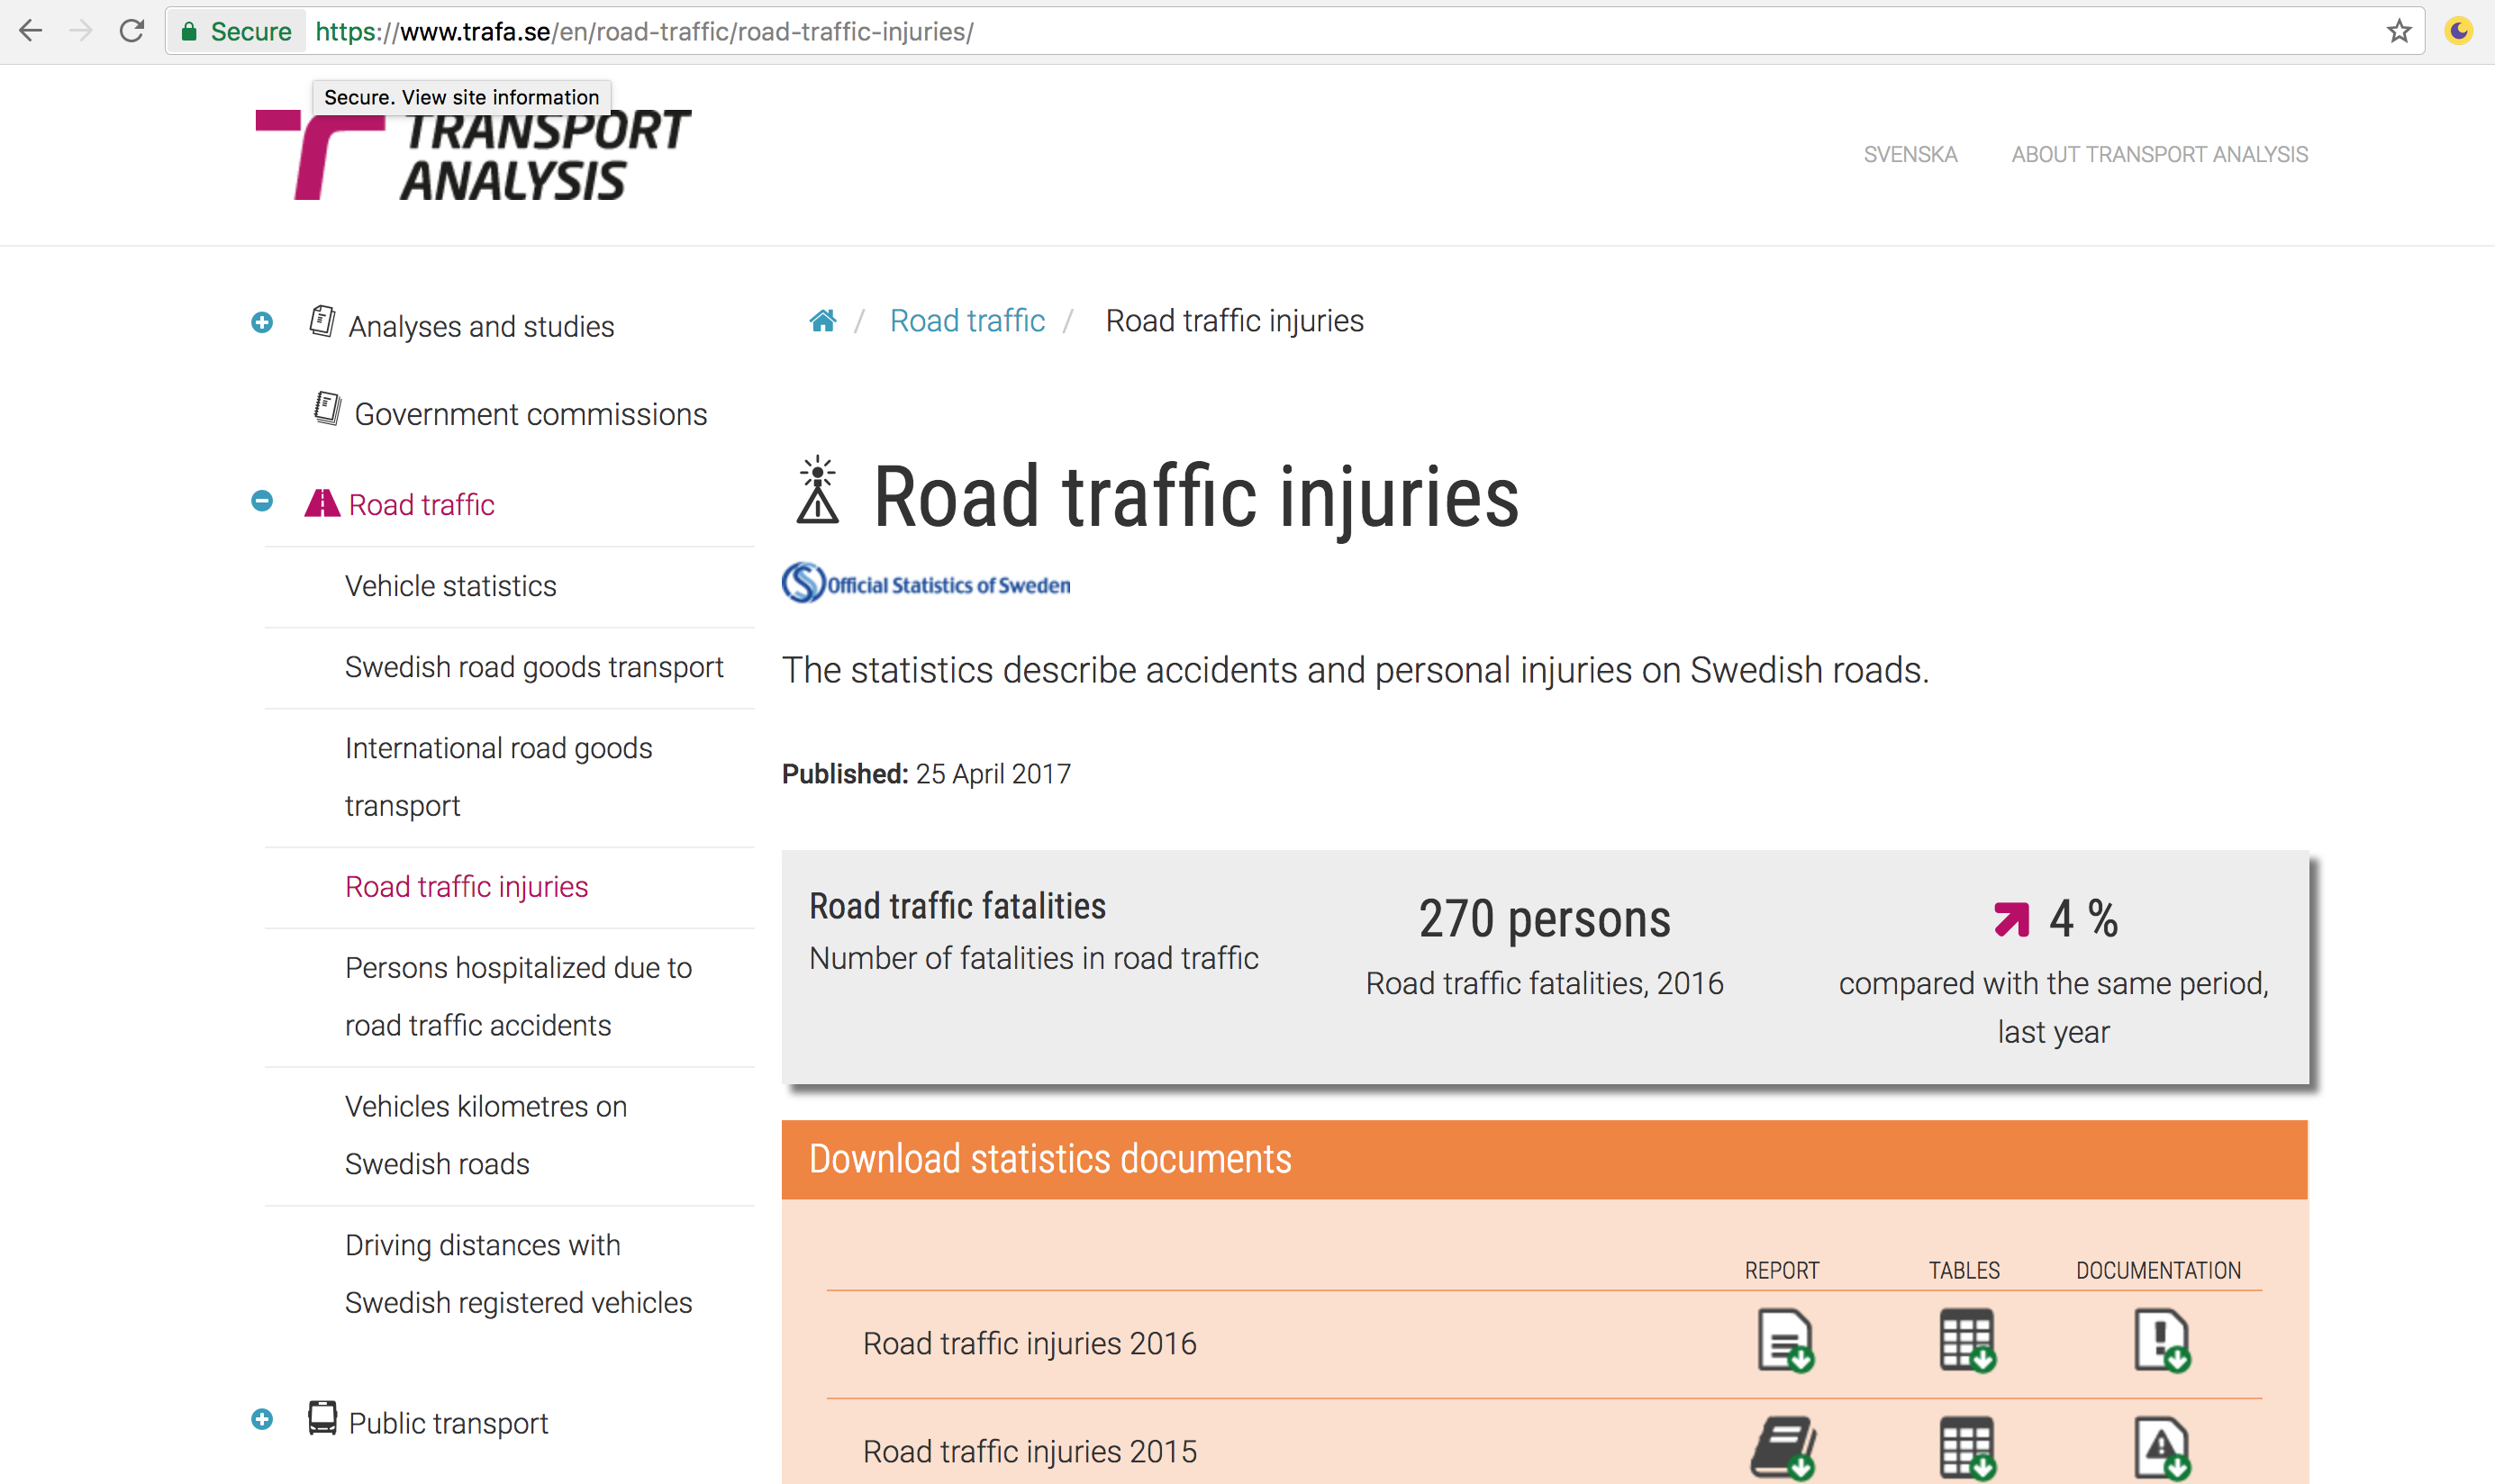 Secure https://www.trafa.se/en/road-traffic/road-traffic-injuries/
Secure. View site information
TRANSPORT
ANALYSIS
SVENSKA ABOUT TRANSPORT ANALYSIS
Analyses and studies
Government commissions
Road traffic
Vehicle statistics
Swedish road goods transport
International road goods
transport
Road traffic injuries
Persons hospitalized due to
road traffic accidents
Vehicles kilometres on
Swedish roads
Driving distances with
Swedish registered vehicles
Public transport
/ Road traffic / Road traffic injuries
Road traffic injuries
Official Statistics of Sweden
The statistics describe accidents and personal injuries on Swedish roads.
Published: 25 April 2017
Road traffic fatalities
Number of fatalities in road traffic
270 persons
Road traffic fatalities, 2016
4 %
compared with the same period,
last year
Download statistics documents
REPORT TABLES DOCUMENTATION
Road traffic injuries 2016
Road traffic injuries 2015